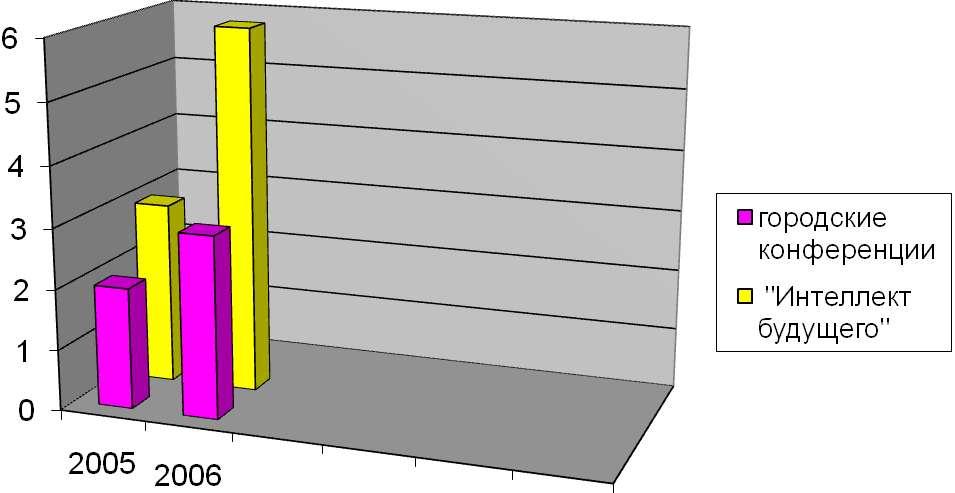 6
5
4
3
2
1
0
2005
2006
городские
конференции
"Интеллект
будущего"